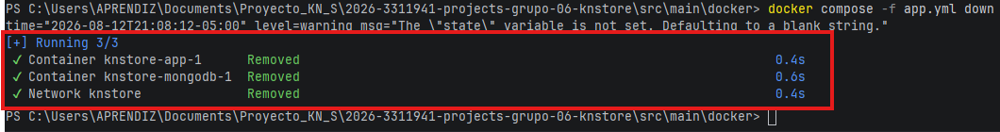 PS C:\Users\APRENDIZ\Documents\Proyecto_KN_S\2026-3311941-projects-grupo-06-knstore\src\main\docker> docker compose -f app.yml down
time="2026-08-12T21:08:12-05:00" level=warning msg="The \"state\" variable is not set. Defaulting to a blank string."
[+] Running 3/3
✓ Container knstore-app-1 Removed 0.4s
✓ Container knstore-mongodb-1 Removed 0.6s
✓ Network knstore Removed 0.4s
PS C:\Users\APRENDIZ\Documents\Proyecto_KN_S\2026-3311941-projects-grupo-06-knstore\src\main\docker>